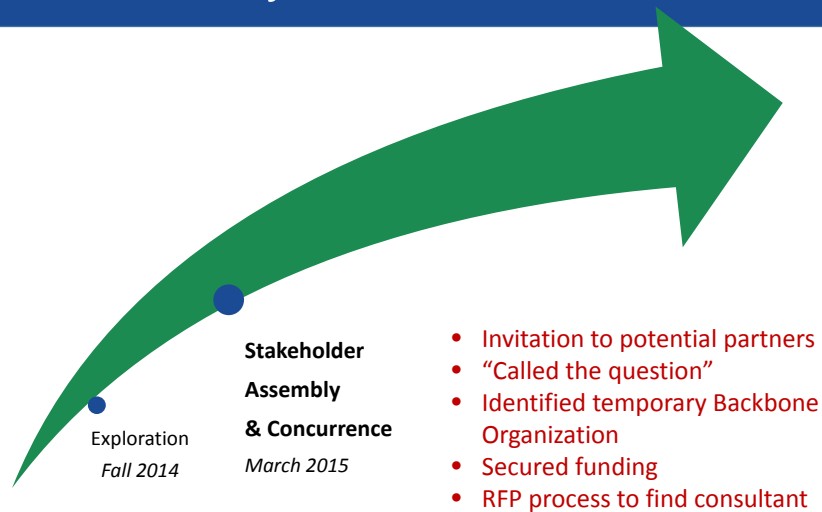 Exploration
Fall 2014
Stakeholder
Assembly
& Concurrence
March 2015
• Invitation to potential partners
• “Called the question”
• Identified temporary Backbone
Organization
• Secured funding
• RFP process to find consultant